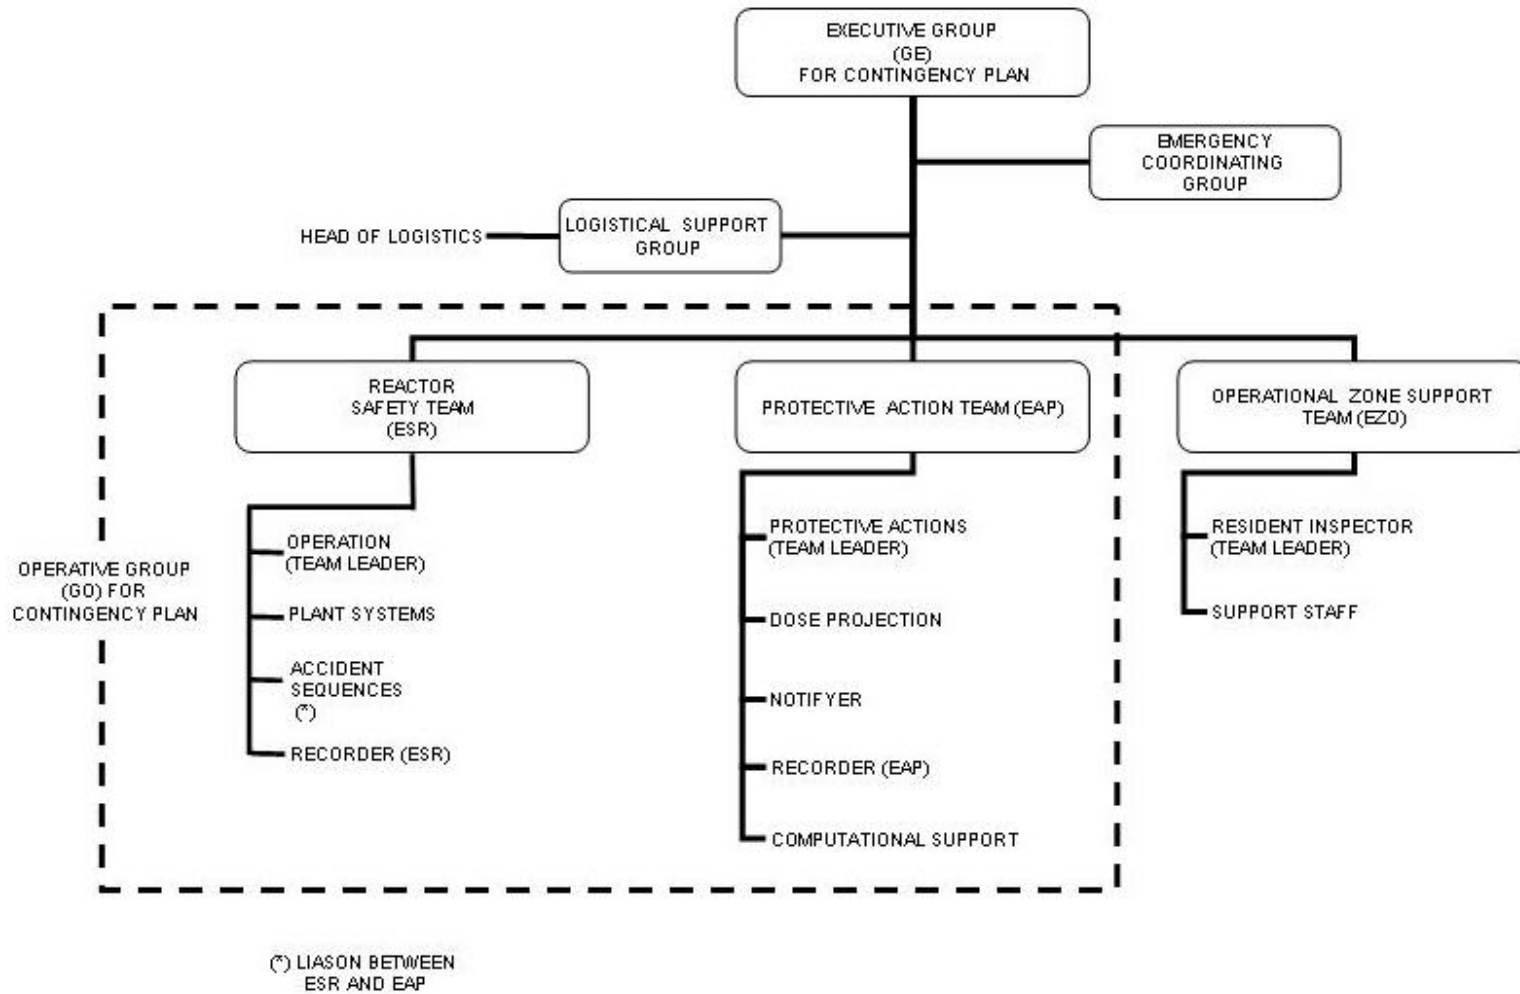 EXECUTIVE GROUP
(GE)
FOR CONTINGENCY PLAN
EMERGENCY
COORDINATING
GROUP
HEAD OF LOGISTICS
LOGISTICAL SUPPORT
GROUP
REACTOR
SAFETY TEAM
(ESR)
PROTECTIVE ACTION TEAM (EAP)
OPERATIONAL ZONE SUPPORT
TEAM (EZO)
OPERATIVE GROUP
(GO) FOR
CONTINGENCY PLAN
OPERATION
(TEAM LEADER)
PLANT SYSTEMS
ACCIDENT
SEQUENCES
(*)
RECORDER (ESR)
PROTECTIVE ACTIONS
(TEAM LEADER)
DOSE PROJECTION
NOTIFYER
RECORDER (EAP)
COMPUTATIONAL SUPPORT
RESIDENT INSPECTOR
(TEAM LEADER)
SUPPORT STAFF
(*) LIASON BETWEEN
ESR AND EAP